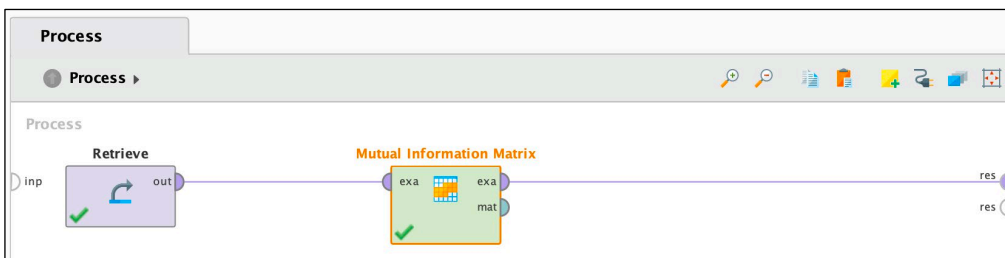 Process
Process
Process
Retrieve
Mutual Information Matrix
inp
out
exa
exa
res
mat
res